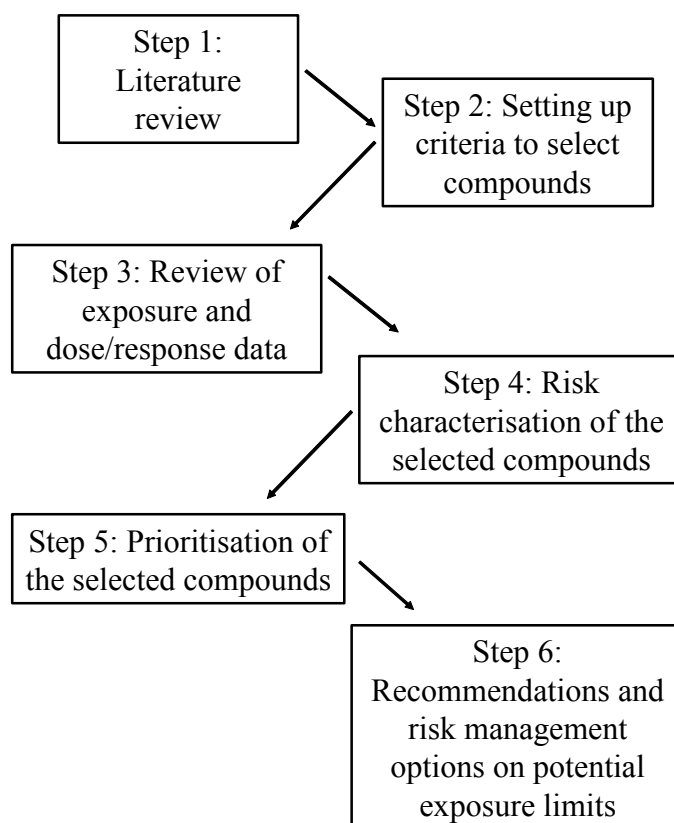 Step 1:
Literature
review
Step 2: Setting up
criteria to select
compounds
Step 3: Review of
exposure and
dose/response data
Step 4: Risk
characterisation of the
selected compounds
Step 5: Prioritisation of
the selected compounds
Step 6:
Recommendations and
risk management
options on potential
exposure limits